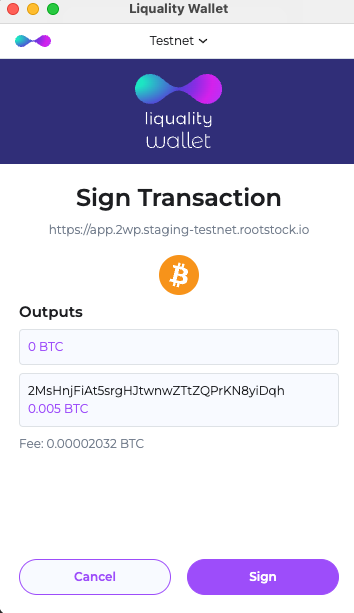 Liquality Wallet
Testnet
liquality
wallet
Sign Transaction
https://app.2wp.staging-testnet.rootstock.io
Outputs
0 BTC
2MsHnjFiAt5srgHJtwnwZTtZQPrKN8yiDqh
0.005 BTC
Fee: 0.00002032 BTC
Cancel
Sign